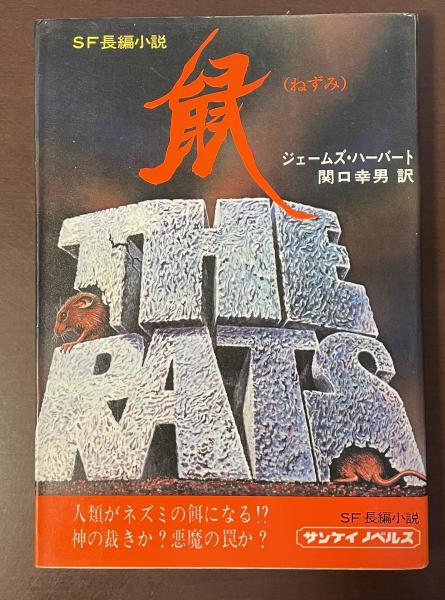 SF長編小説
鼠
(ねずみ)
ジェームズ・ハーバート
関口幸男 訳
THE
RATS
人類がネズミの餌になる!?
神の裁きか?悪魔の罠か?
SF長編小説
サンケイノベルス